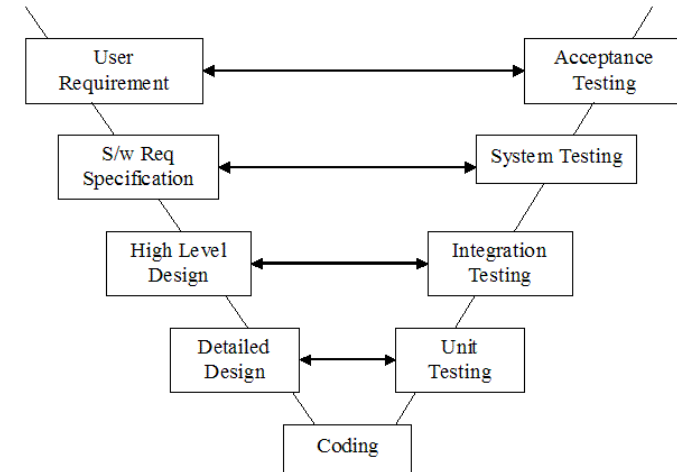 User
Requirement
Acceptance
Testing
S/w Req
Specification
System Testing
High Level
Design
Integration
Testing
Detailed
Design
Unit
Testing
Coding